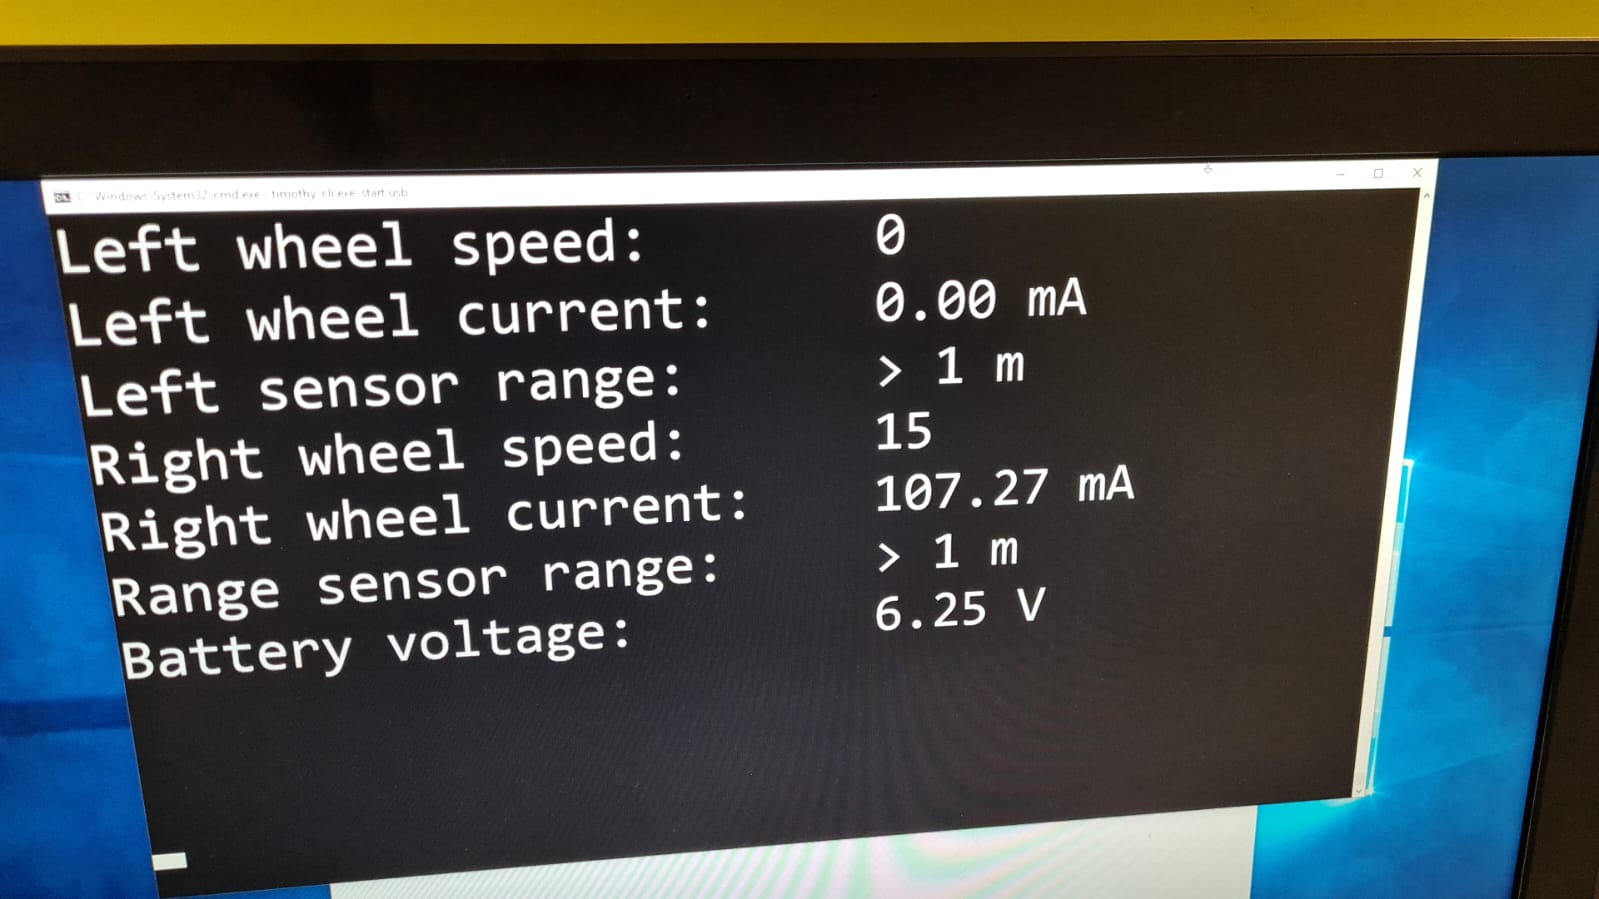 C:\Windows\System32\cmd.exe - timothy-cli.exe start usb
Left wheel speed: 0
Left wheel current: 0.00 mA
Left sensor range: > 1 m
Right wheel speed: 15
Right wheel current: 107.27 mA
Range sensor range: > 1 m
Battery voltage: 6.25 V